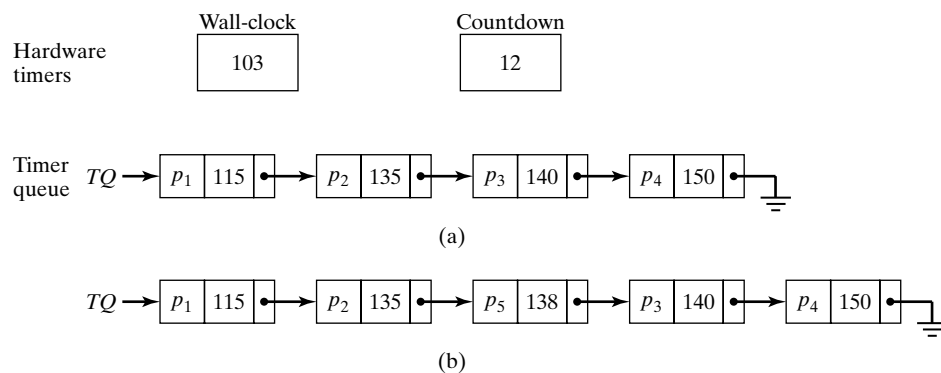 Wall-clock Countdown
Hardware timers 103 12
Timer queue TQ p1 115 p2 135 p3 140 p4 150
(a)
TQ p1 115 p2 135 p5 138 p3 140 p4 150
(b)